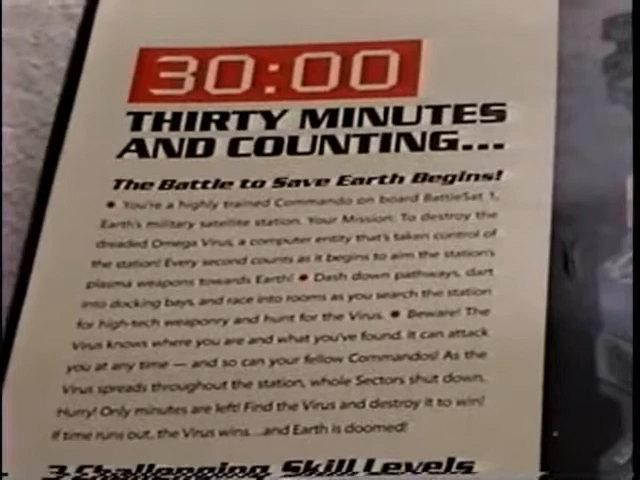 30:00
THIRTY MINUTES
AND COUNTING...
The Battle to Save Earth Begins!
● You're a highly trained Commando on board BattleSat 1,
Earth's military satellite station. Your Mission: To destroy the
dreaded Omega Virus, a computer entity that's taken control of
the station! Every second counts as it begins to aim the station's
plasma weapons towards Earth! ● Dash down pathways, dart
into docking bays, and race into rooms as you search the station
for high-tech weaponry and hunt for the Virus. ● Beware! The
Virus knows where you are and what you've found. It can attack
you at any time — and so can your fellow Commandos! As the
Virus spreads throughout the station, whole Sectors shut down.
Hurry! Only minutes are left! Find the Virus and destroy it to win!
If time runs out, the Virus wins...and Earth is doomed!
3 Challenging Skill Levels